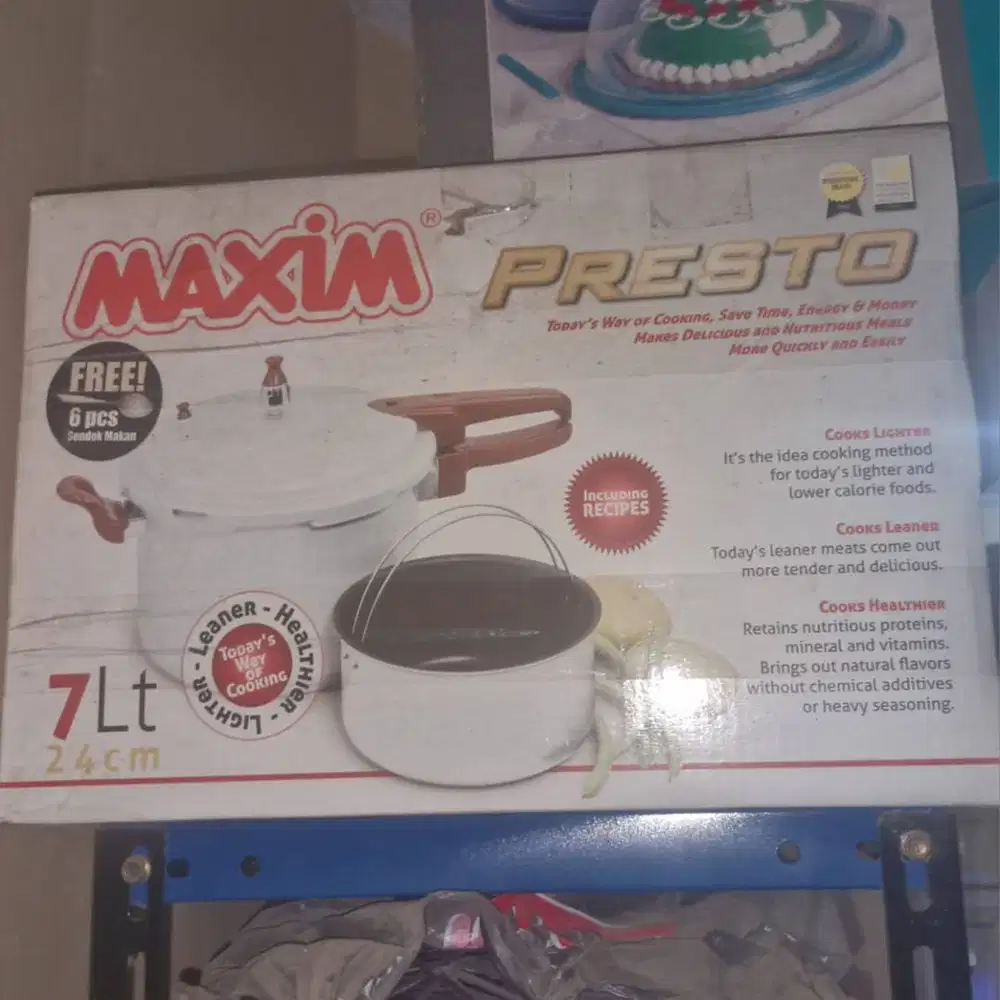 MAXiM®
PRESTO
TODAY'S WAY OF COOKING, SAVE TIME, ENERGY & MONEY
MAKES DELICIOUS AND NUTRITIOUS MEALS
MORE QUICKLY AND EASILY
FREE!
6 pcs
Sendok Makan
COOKS LIGHTER
It's the idea cooking method
for today's lighter and
lower calorie foods.
INCLUDING
RECIPES
COOKS LEANER
Today's leaner meats come out
more tender and delicious.
COOKS HEALTHIER
Retains nutritious proteins,
mineral and vitamins.
Brings out natural flavors
without chemical additives
or heavy seasoning.
LIGHTER - LEANER - HEALTHIER -
TODAY'S
WAY
OF
COOKING
7Lt
24cm